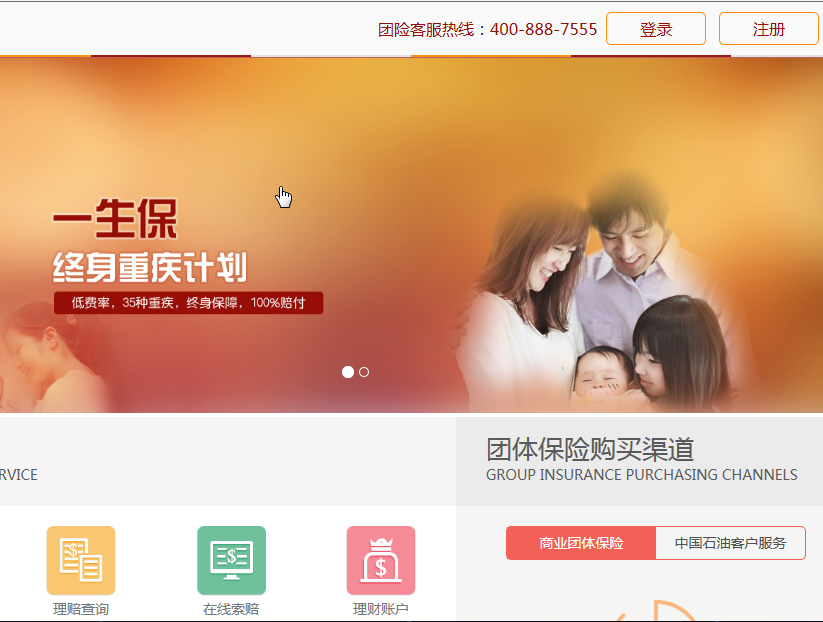 团险客服热线：400-888-7555
登录
注册
一生保
终身重疾计划
低费率，35种重疾，终身保障，100%赔付
RVICE
团体保险购买渠道
GROUP INSURANCE PURCHASING CHANNELS
商业团体保险
中国石油客户服务
理赔查询
在线索赔
理财账户